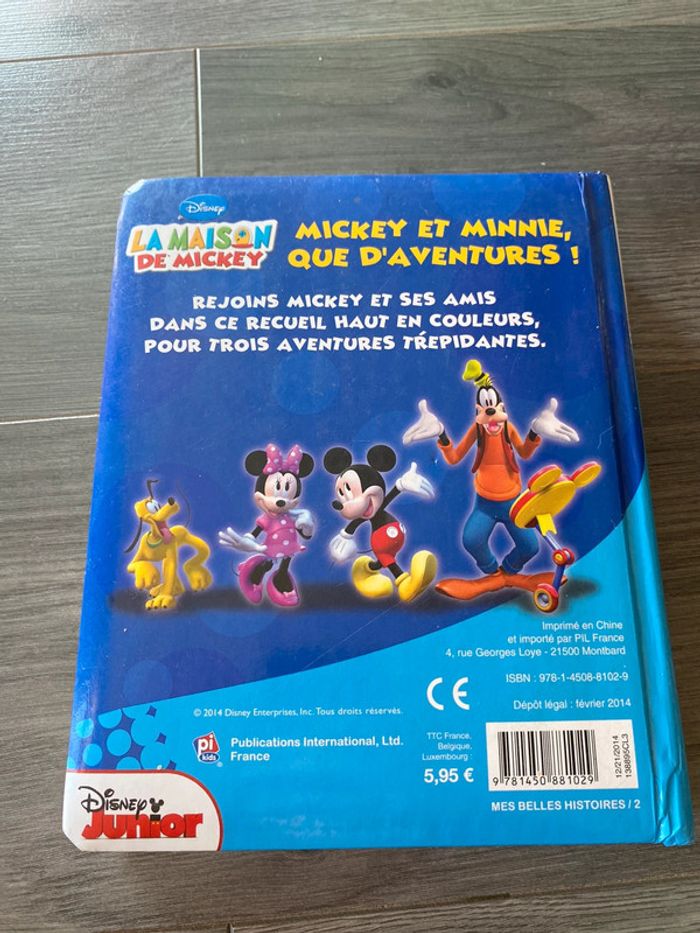 Disney
LA MAISON
DE MICKEY
MICKEY ET MINNIE,
QUE D'AVENTURES !
REJOINS MICKEY ET SES AMIS
DANS CE RECUEIL HAUT EN COULEURS,
POUR TROIS AVENTURES TRÉPIDANTES.
Imprimé en Chine
et importé par PIL France
4, rue Georges Loye - 21500 Montbard
ISBN : 978-1-4508-8102-9
Dépôt légal : février 2014
© 2014 Disney Enterprises, Inc. Tous droits réservés.
CE
pi
kids
Publications International, Ltd.
France
TTC France,
Belgique,
Luxembourg :
5,95 €
9 781450 881029
12/21/2014
138895CL3
MES BELLES HISTOIRES / 2
Disney
Junior